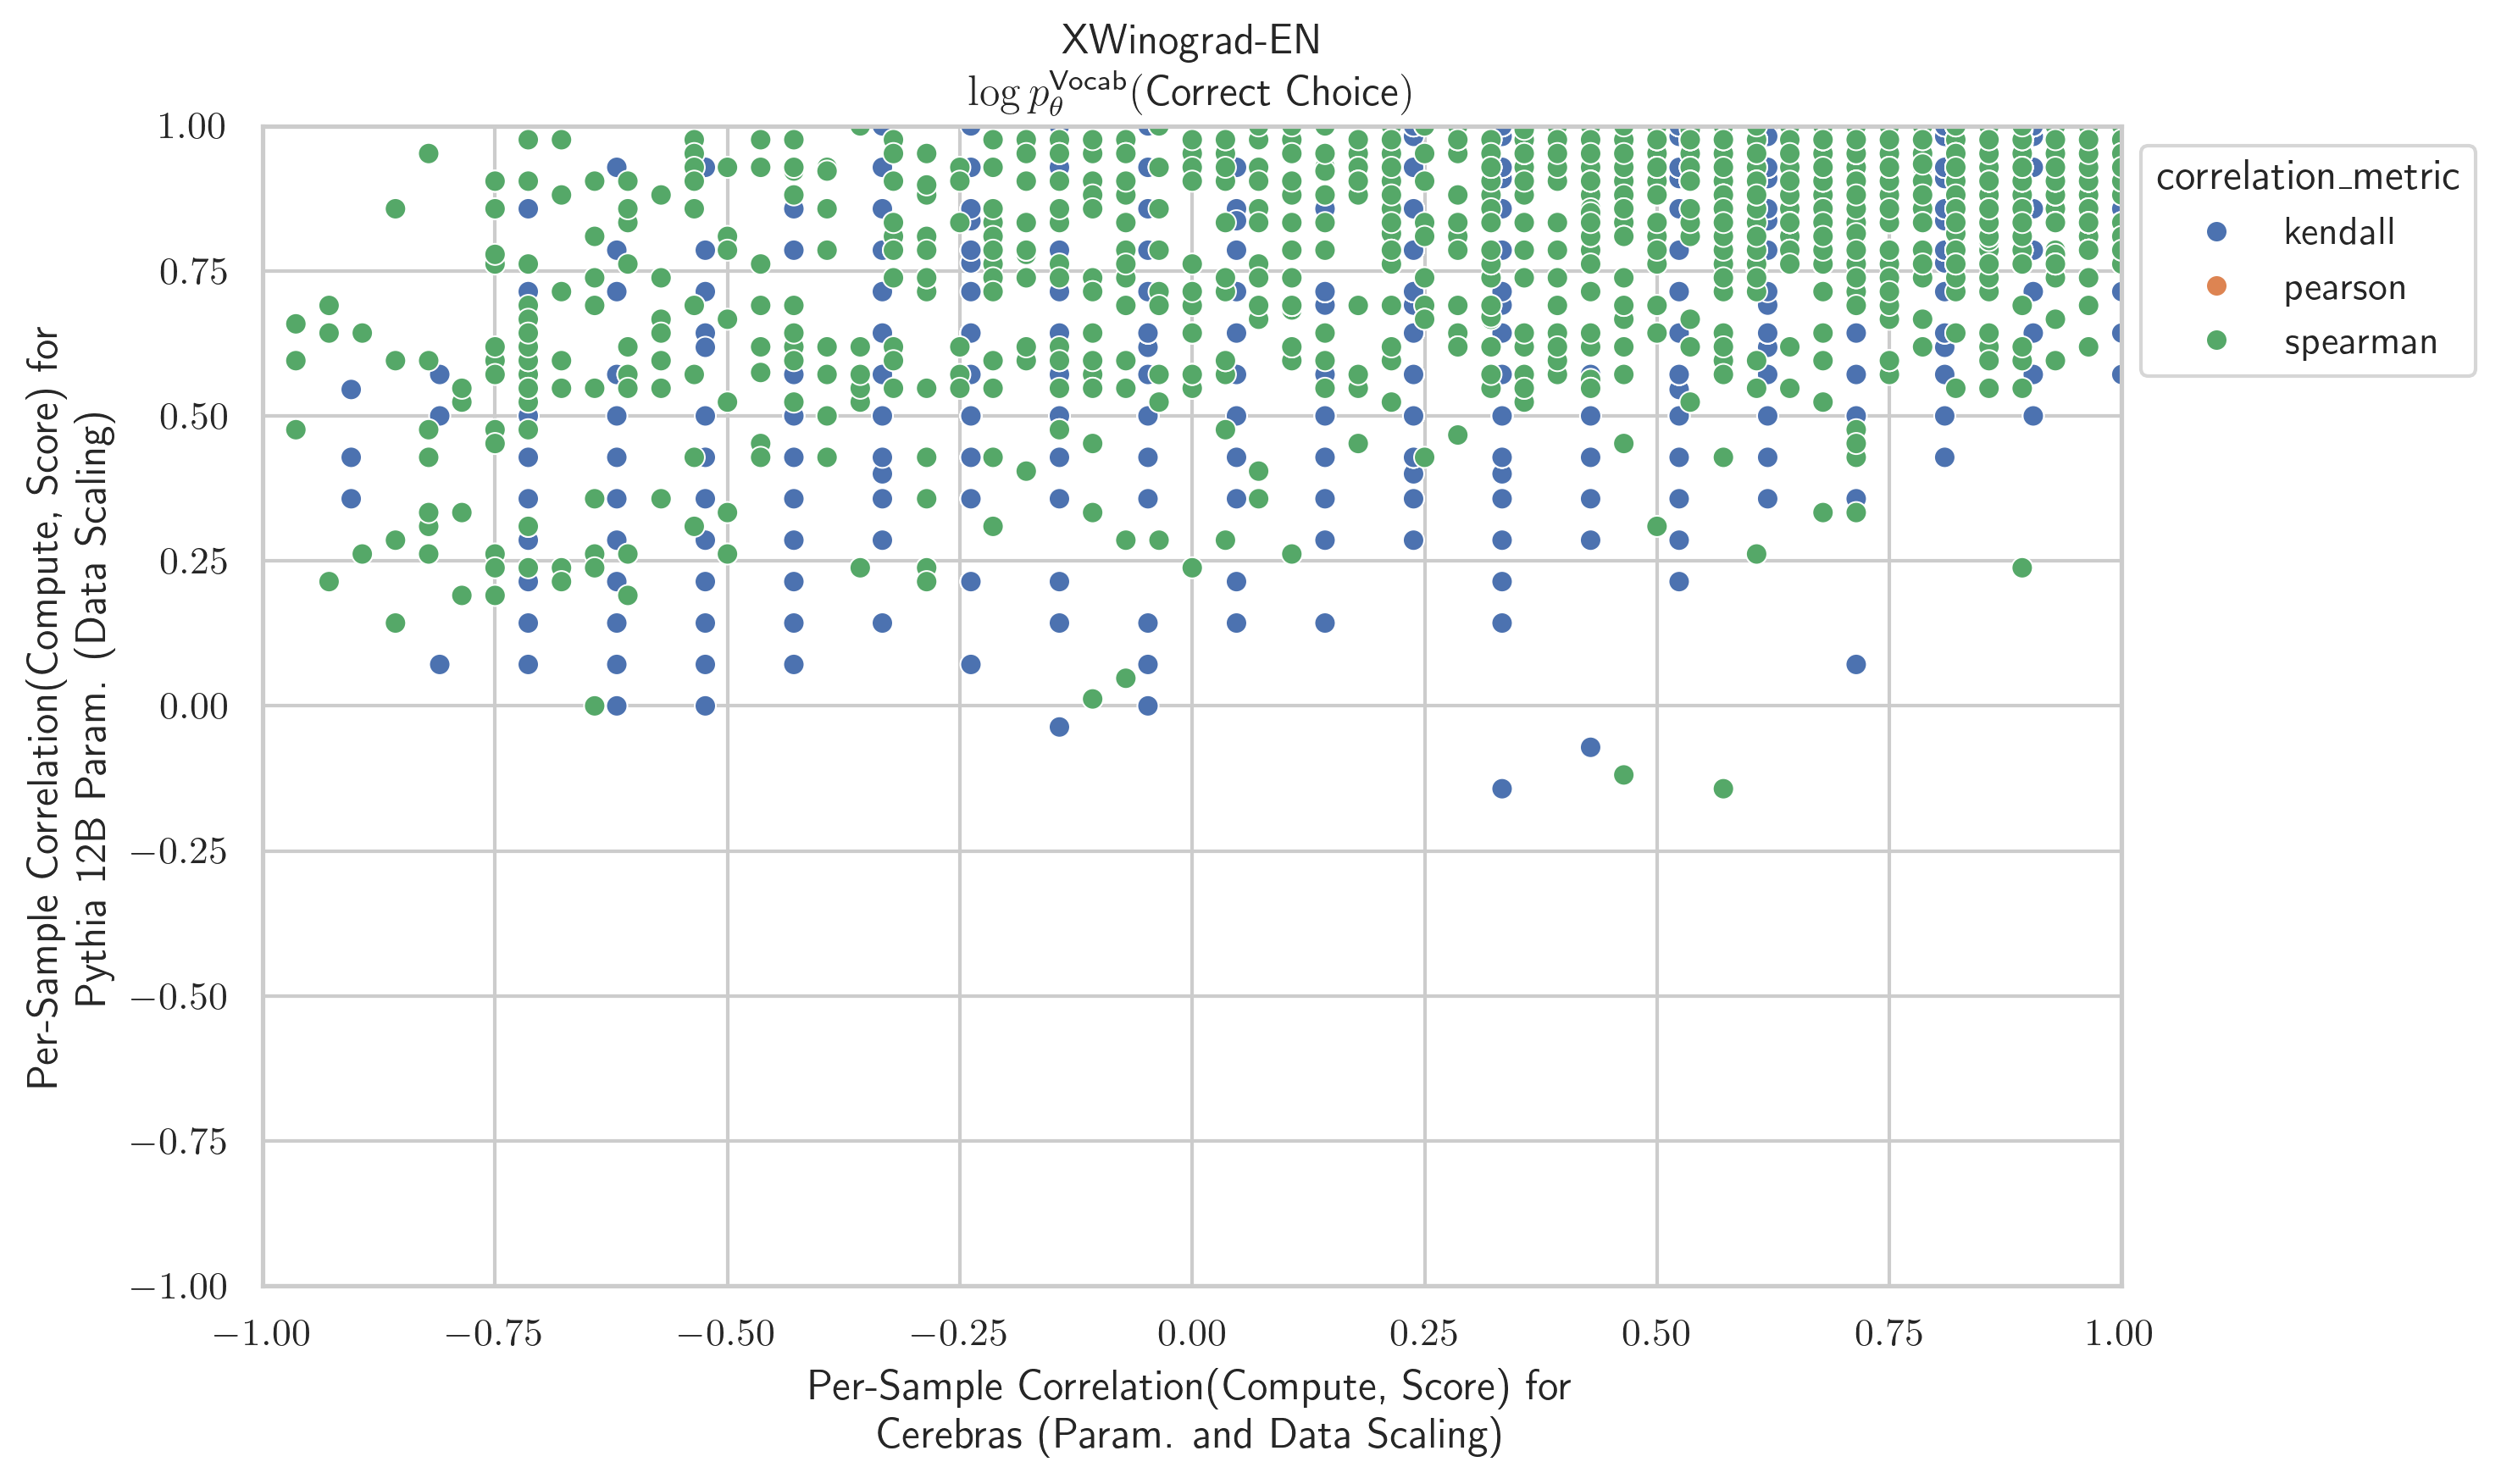 XWinograd-EN
log p_θ^Vocab(Correct Choice)
Per-Sample Correlation(Compute, Score) for
Pythia 12B Param. (Data Scaling)
1.00
0.75
0.50
0.25
0.00
−0.25
−0.50
−0.75
−1.00
−1.00 −0.75 −0.50 −0.25 0.00 0.25 0.50 0.75 1.00
Per-Sample Correlation(Compute, Score) for
Cerebras (Param. and Data Scaling)
correlation_metric
kendall
pearson
spearman